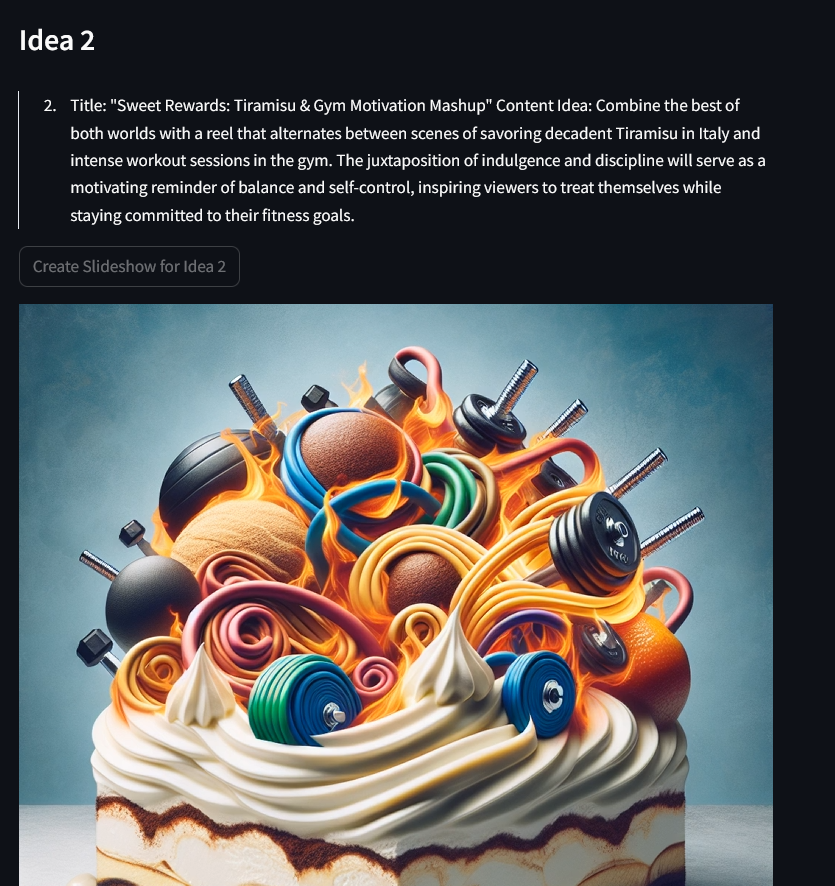 Idea 2
2. Title: "Sweet Rewards: Tiramisu & Gym Motivation Mashup" Content Idea: Combine the best of
both worlds with a reel that alternates between scenes of savoring decadent Tiramisu in Italy and
intense workout sessions in the gym. The juxtaposition of indulgence and discipline will serve as a
motivating reminder of balance and self-control, inspiring viewers to treat themselves while
staying committed to their fitness goals.
Create Slideshow for Idea 2